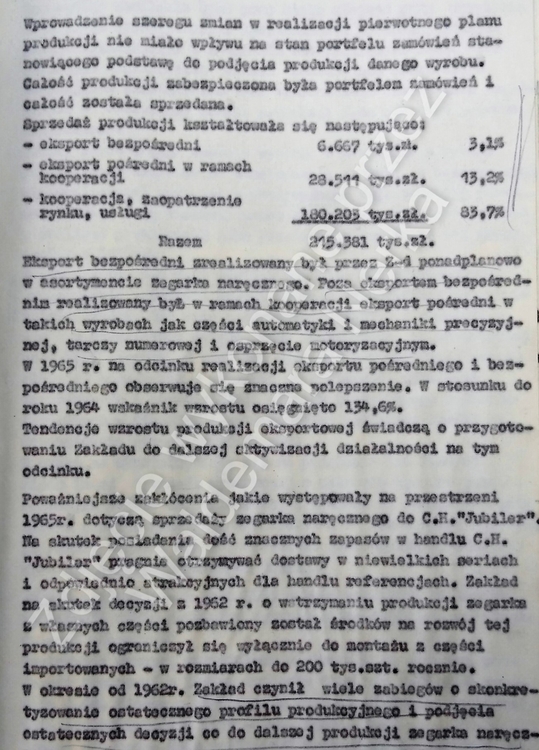 Wprowadzenie szeregu zmian w realizacji pierwotnego planu
produkcji nie miało wpływu na stan portfelu zamówień sta-
nowiącego podstawę do podjęcia produkcji danego wyrobu.
Całość produkcji zabezpieczona była portfelem zamówień i
całość została sprzedana.
Sprzedaż produkcji kształtowała się następująco:
- eksport bezpośredni 6.667 tys.zł. 3,1%
- eksport pośredni w ramach
kooperacji 28.511 tys.zł. 13,2%
- kooperacja, zaopatrzenie
rynku, usługi 180.203 tys.zł. 83,7%
Razem 215.381 tys.zł.
Eksport bezpośredni zrealizowany był przez Z-d ponadplanowo
w asortymencie zegarka naręcznego. Poza eksportem bezpośred-
nim realizowany był w ramach kooperacji eksport pośredni w
takich wyrobach jak części automatyki i mechaniki precyzyj-
nej, tarczy numerowej i osprzęcie motoryzacyjnym.
W 1965 r. na odcinku realizacji eksportu pośredniego i bez-
pośredniego obserwuje się znaczne polepszenie. W stosunku do
roku 1964 wskaźnik wzrostu osiągnięto 134,6%.
Tendencje wzrostu produkcji eksportowej świadczą o przygoto-
waniu Zakładu do dalszej aktywizacji działalności na tym
odcinku.
Poważniejsze zakłócenia jakie występowały na przestrzeni
1965r. dotyczą sprzedaży zegarka naręcznego do C.H."Jubiler".
Na skutek posiadania dość znacznych zapasów w handlu C.H.
"Jubiler" pragnie otrzymywać dostawy w niewielkich seriach
i odpowiednio atrakcyjnych dla handlu referencjach. Zakład
na skutek decyzji z 1962 r. o wstrzymaniu produkcji zegarka
z własnych części pozbawiony został środków na rozwój tej
produkcji ograniczył się wyłącznie do montażu z części
importowanych - w rozmiarach do 200 tys.szt. rocznie.
W okresie od 1962r. Zakład czynił wiele zabiegów o skonkre-
tyzowanie ostatecznego profilu produkcyjnego i podjęcia
ostatecznych decyzji co do dalszej produkcji zegarka naręcz-
Zdjęcie wykonane przez